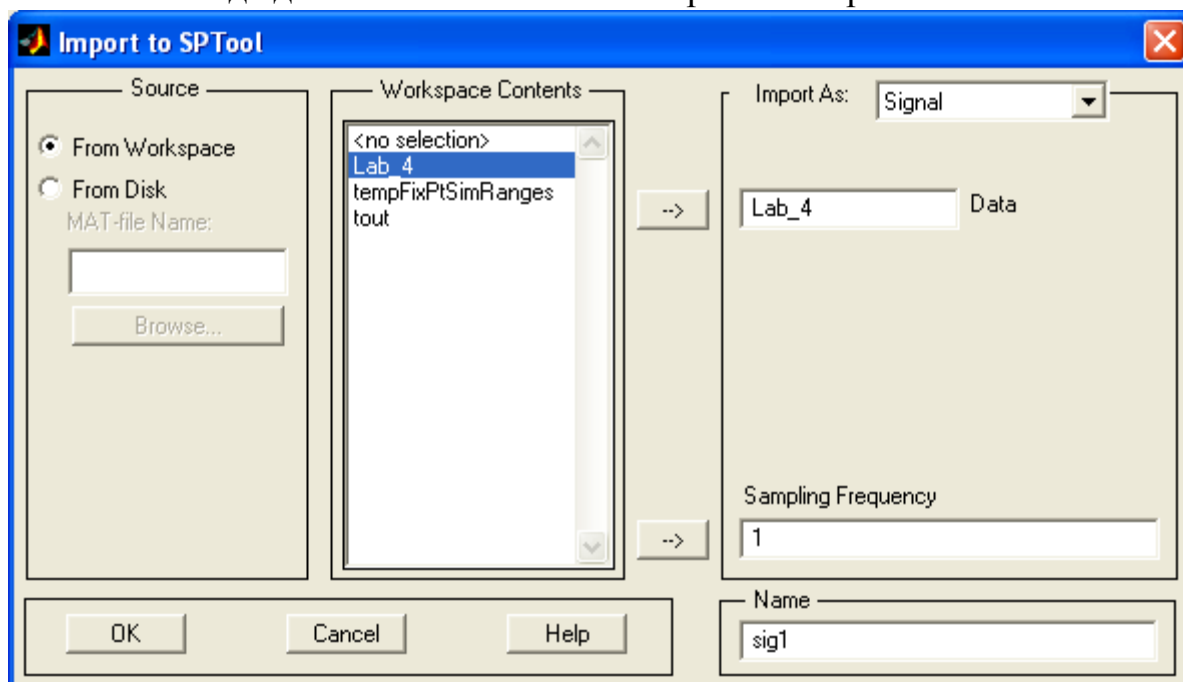 Import to SPTool
Source
From Workspace
From Disk
MAT-file Name:
Browse...
Workspace Contents
<no selection>
Lab_4
tempFixPtSimRanges
tout
-->
-->
Import As:
Signal
Lab_4
Data
Sampling Frequency
1
OK
Cancel
Help
Name
sig1